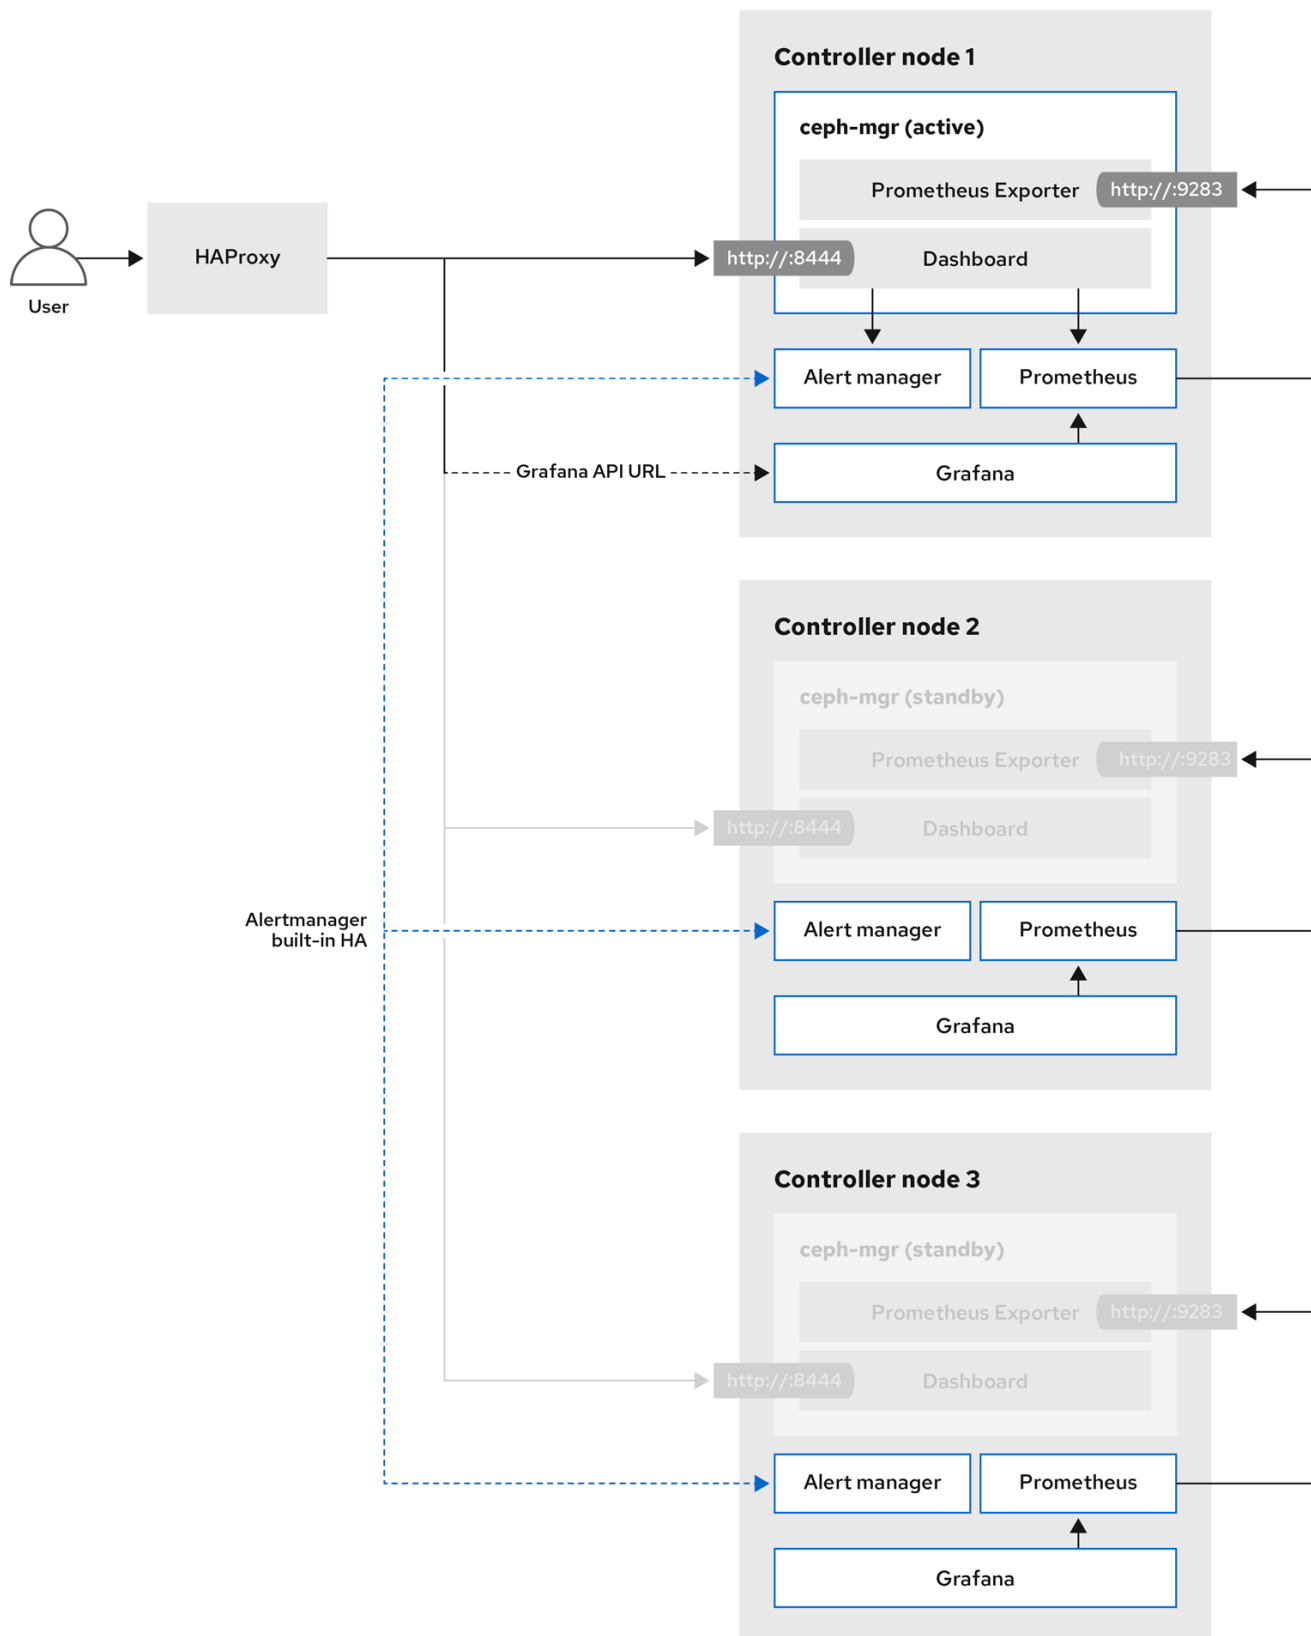 Controller node 1
ceph-mgr (active)
Prometheus Exporter
http://:9283
User
HAProxy
http://:8444
Dashboard
Alert manager
Prometheus
Grafana API URL
Grafana
Controller node 2
ceph-mgr (standby)
Prometheus Exporter
http://:9283
http://:8444
Dashboard
Alertmanager
built-in HA
Alert manager
Prometheus
Grafana
Controller node 3
ceph-mgr (standby)
Prometheus Exporter
http://:9283
http://:8444
Dashboard
Alert manager
Prometheus
Grafana